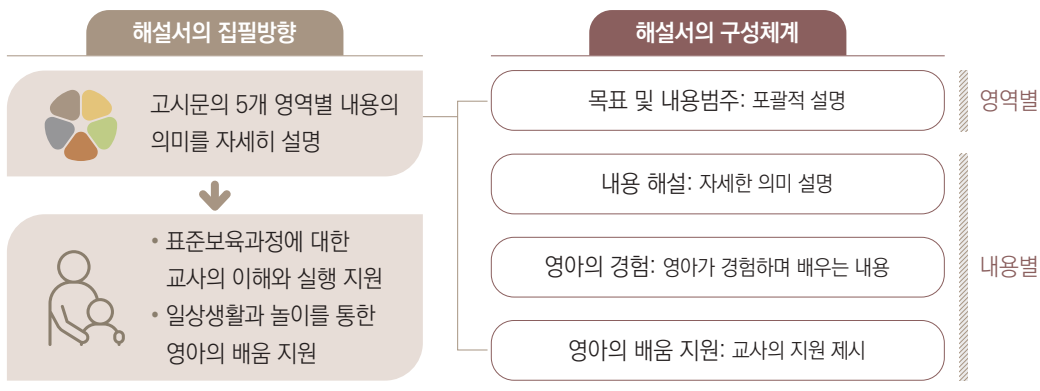 해설서의 집필방향
고시문의 5개 영역별 내용의
의미를 자세히 설명
• 표준보육과정에 대한
교사의 이해와 실행 지원
• 일상생활과 놀이를 통한
영아의 배움 지원
해설서의 구성체계
목표 및 내용범주: 포괄적 설명
영역별
내용 해설: 자세한 의미 설명
영아의 경험: 영아가 경험하며 배우는 내용
내용별
영아의 배움 지원: 교사의 지원 제시